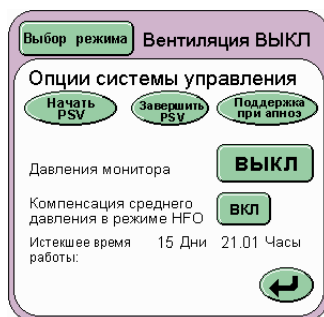 Выбор режима Вентиляция ВЫКЛ
Опции системы управления
Начать PSV Завершить PSV Поддержка при апноэ
Давления монитора ВЫКЛ
Компенсация среднего
давления в режиме HFO ВКЛ
Истекшее время 15 Дни 21.01 Часы
работы: